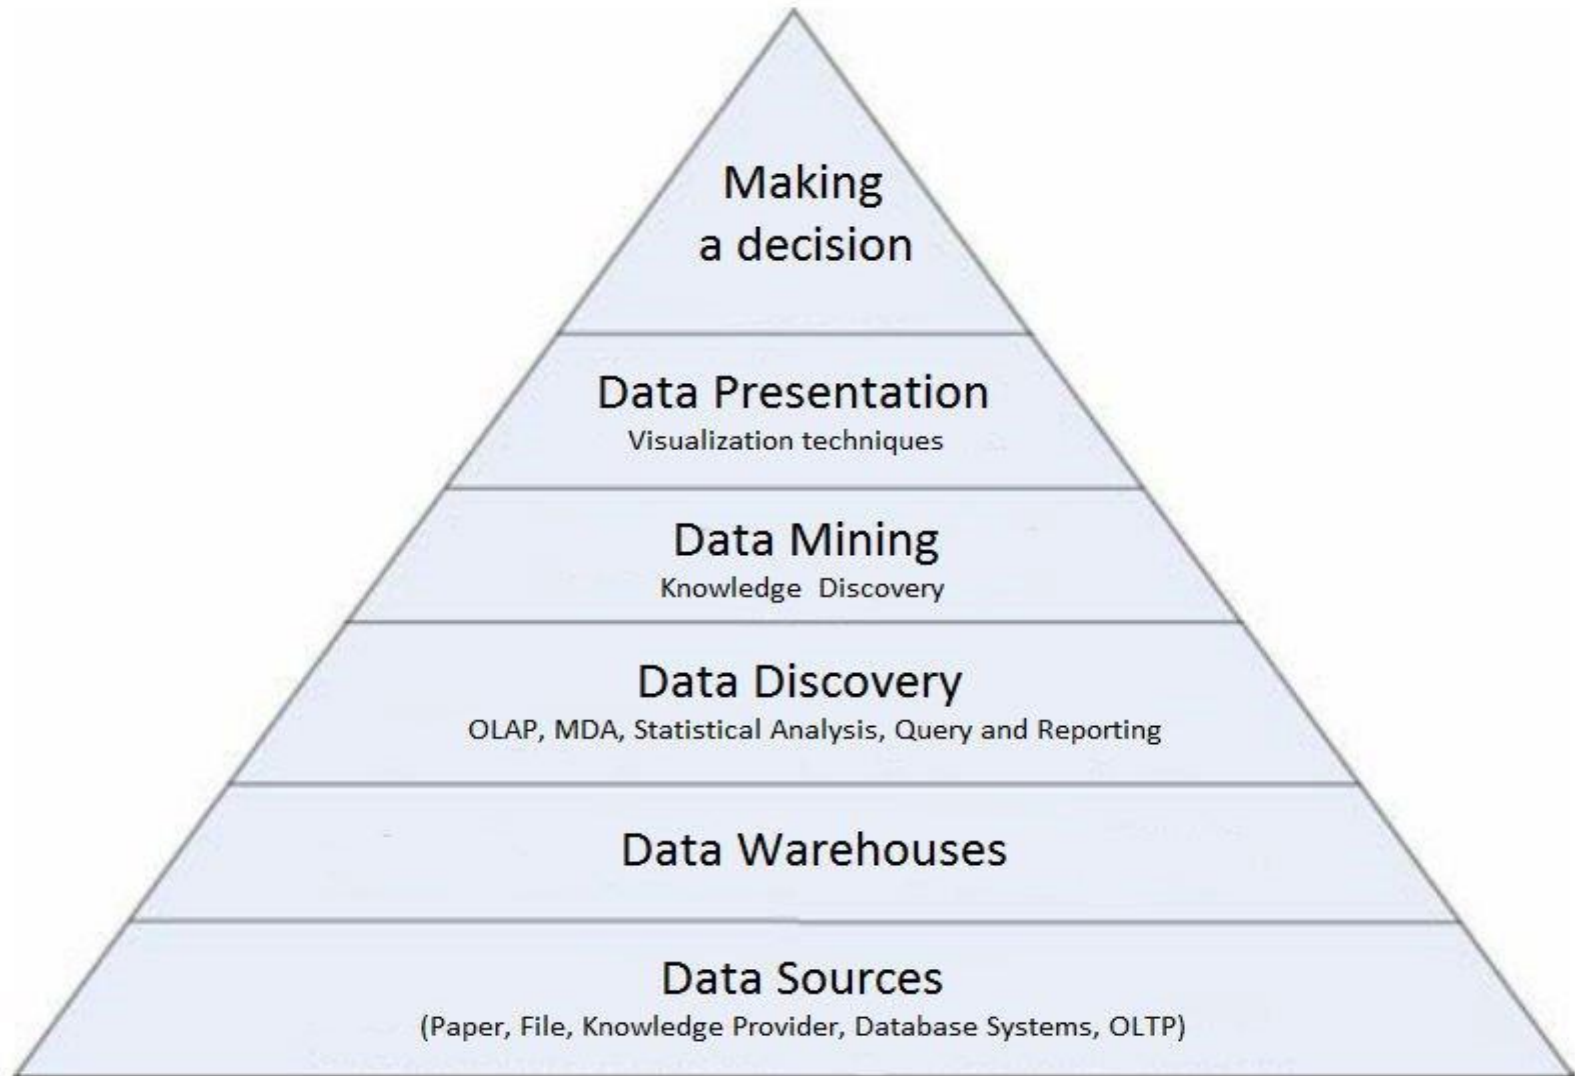 Making
a decision
Data Presentation
Visualization techniques
Data Mining
Knowledge Discovery
Data Discovery
OLAP, MDA, Statistical Analysis, Query and Reporting
Data Warehouses
Data Sources
(Paper, File, Knowledge Provider, Database Systems, OLTP)